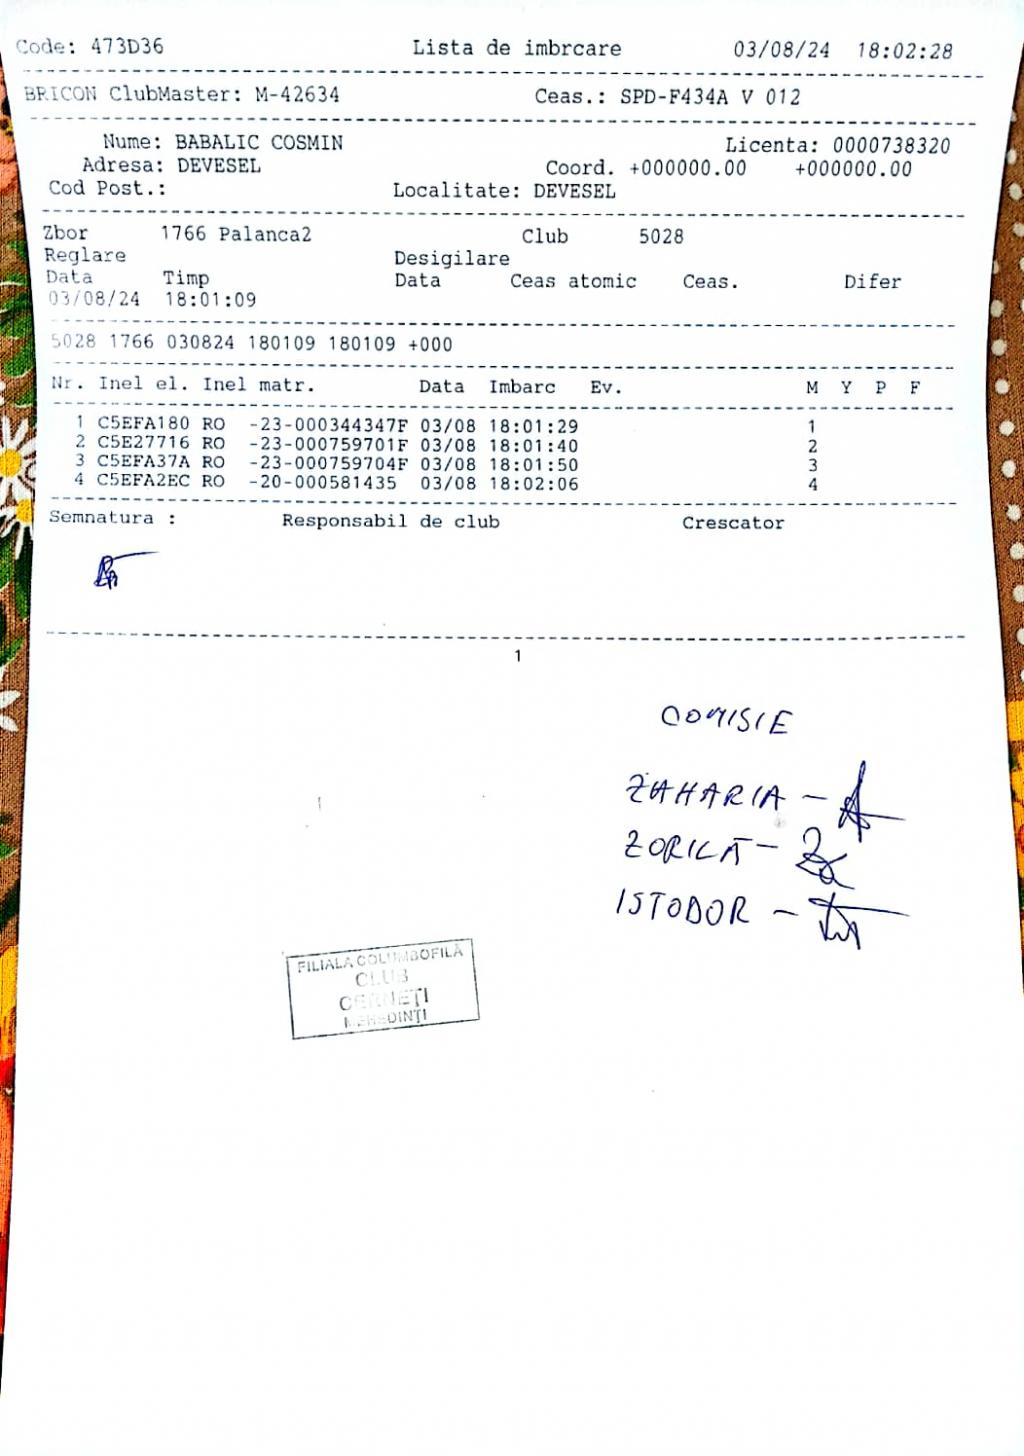 Code: 473D36 Lista de imbrcare 03/08/24 18:02:28
BRICON ClubMaster: M-42634 Ceas.: SPD-F434A V 012
Nume: BABALIC COSMIN Licenta: 0000738320
Adresa: DEVESEL Coord. +000000.00 +000000.00
Cod Post.: Localitate: DEVESEL
Zbor 1766 Palanca2 Club 5028
Reglare Desigilare
Data Timp Data Ceas atomic Ceas. Difer
03/08/24 18:01:09
5028 1766 030824 180109 180109 +000
Nr. Inel el. Inel matr. Data Imbarc Ev. M Y P F
1 C5EFA180 RO -23-000344347F 03/08 18:01:29 1
2 C5E27716 RO -23-000759701F 03/08 18:01:40 2
3 C5EFA37A RO -23-000759704F 03/08 18:01:50 3
4 C5EFA2EC RO -20-000581435 03/08 18:02:06 4
Semnatura : Responsabil de club Crescator
1
COMISIE
ZAHARIA -
ZORILĂ -
ISTODOR -
FILIALA COLUMBOFILĂ
CLUB
CERNEȚI
MEHEDINȚI